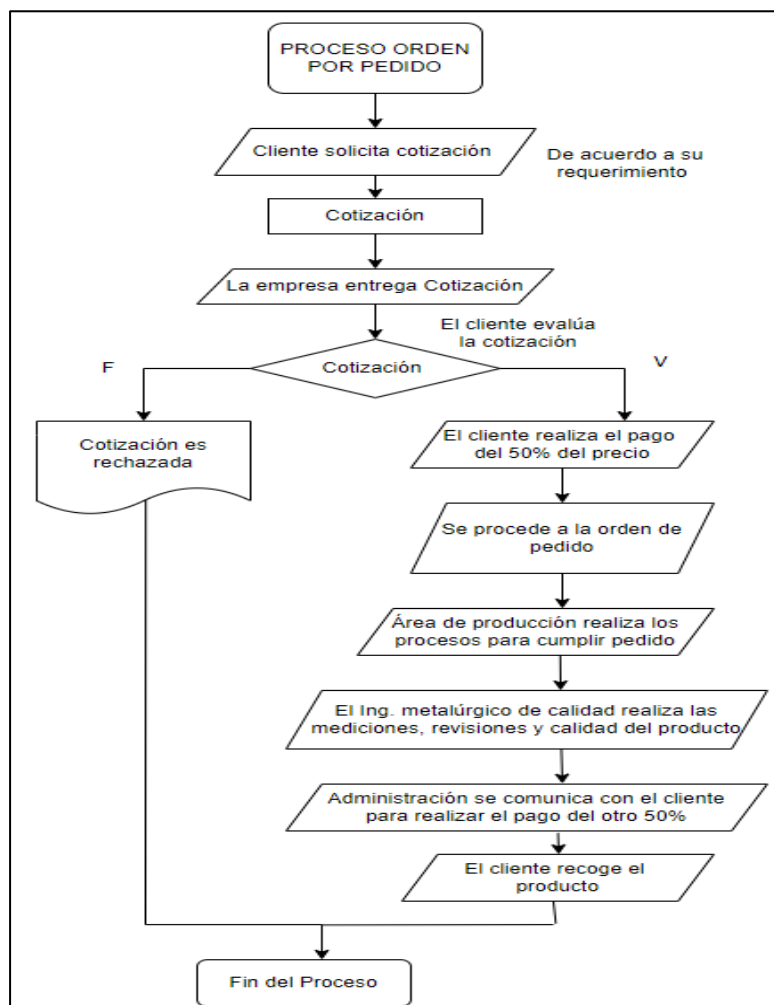 PROCESO ORDEN
POR PEDIDO
Cliente solicita cotización
De acuerdo a su
requerimiento
Cotización
La empresa entrega Cotización
El cliente evalúa
la cotización
Cotización
F
V
Cotización es
rechazada
El cliente realiza el pago
del 50% del precio
Se procede a la orden de
pedido
Área de producción realiza los
procesos para cumplir pedido
El Ing. metalúrgico de calidad realiza las
mediciones, revisiones y calidad del producto
Administración se comunica con el cliente
para realizar el pago del otro 50%
El cliente recoge el
producto
Fin del Proceso